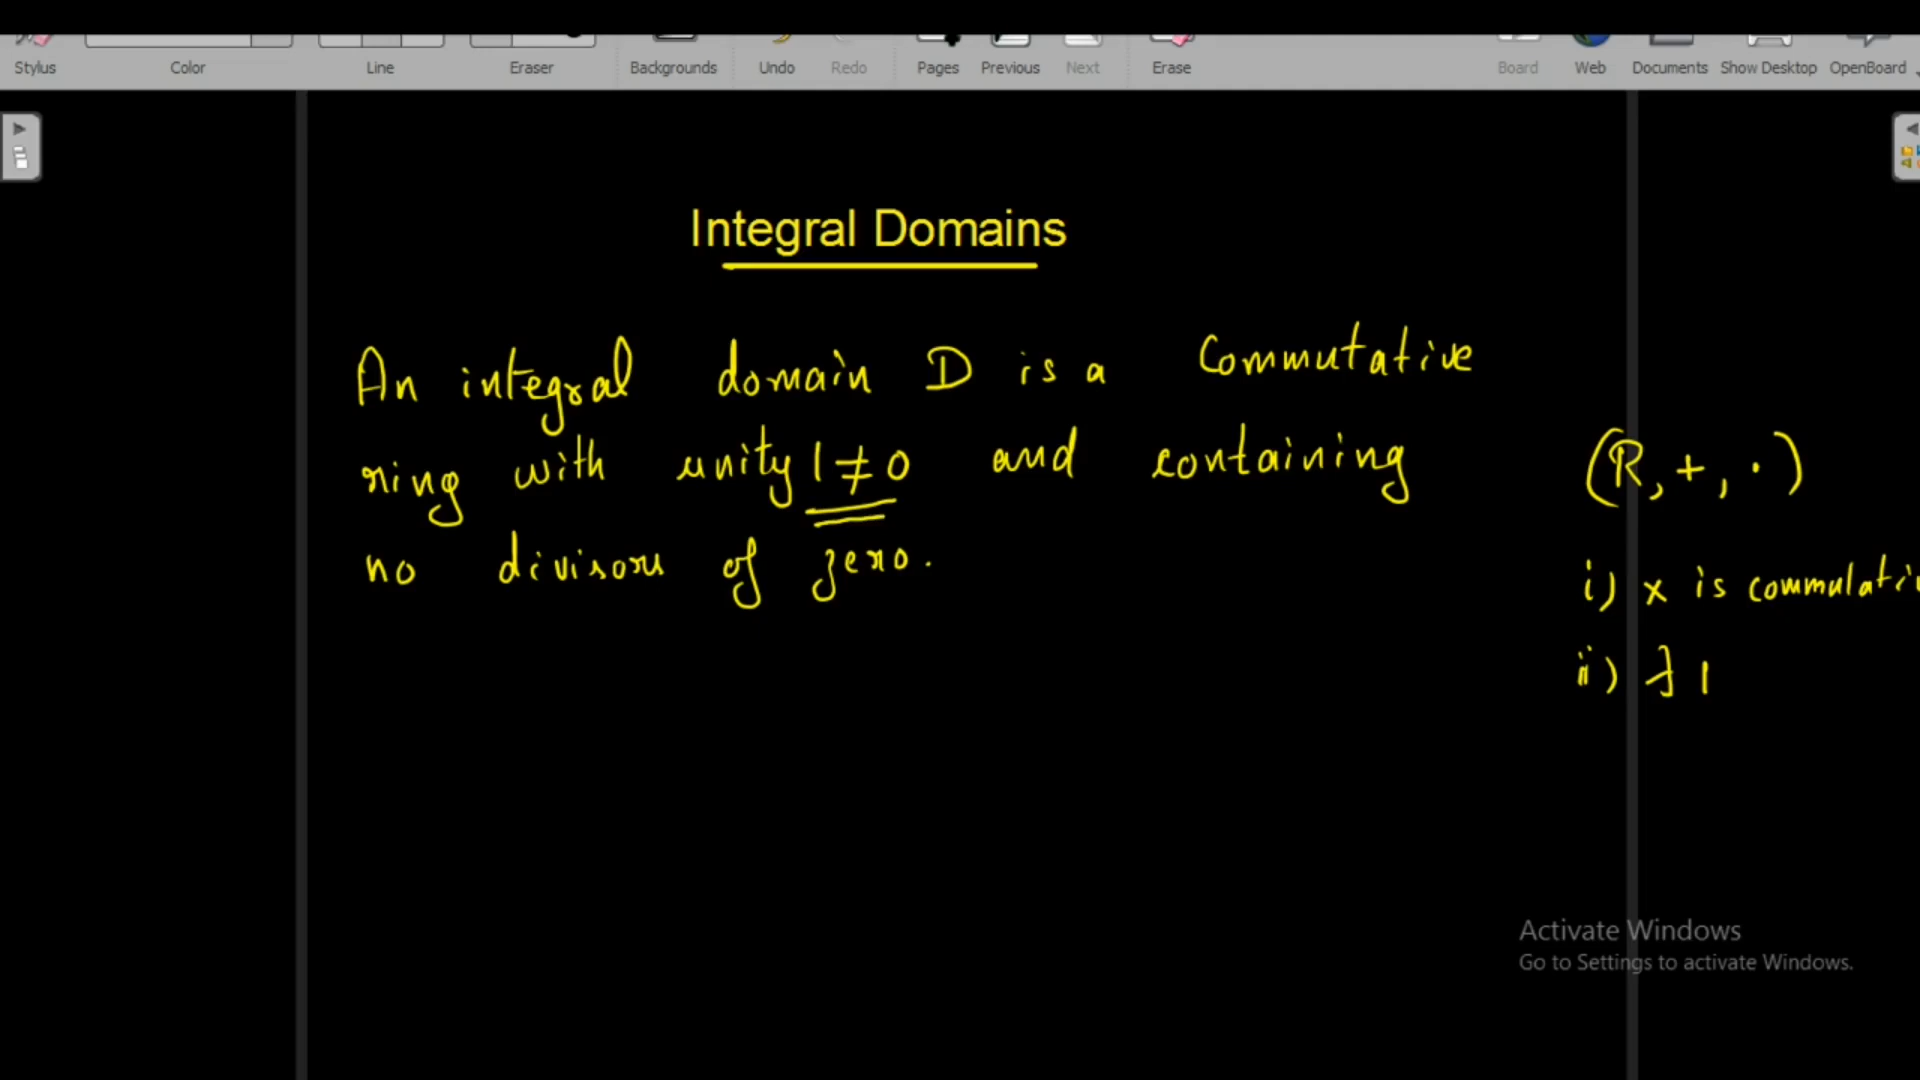 Stylus Color Line Eraser Backgrounds Undo Redo Pages Previous Next Erase Board Web Documents Show Desktop OpenBoard
Integral Domains
An integral domain D is a Commutative
ring with unity 1 ≠ 0 and containing
no divisors of zero.
(R, +, ·)
i) x is commulati
ii) ∃ 1
Activate Windows
Go to Settings to activate Windows.